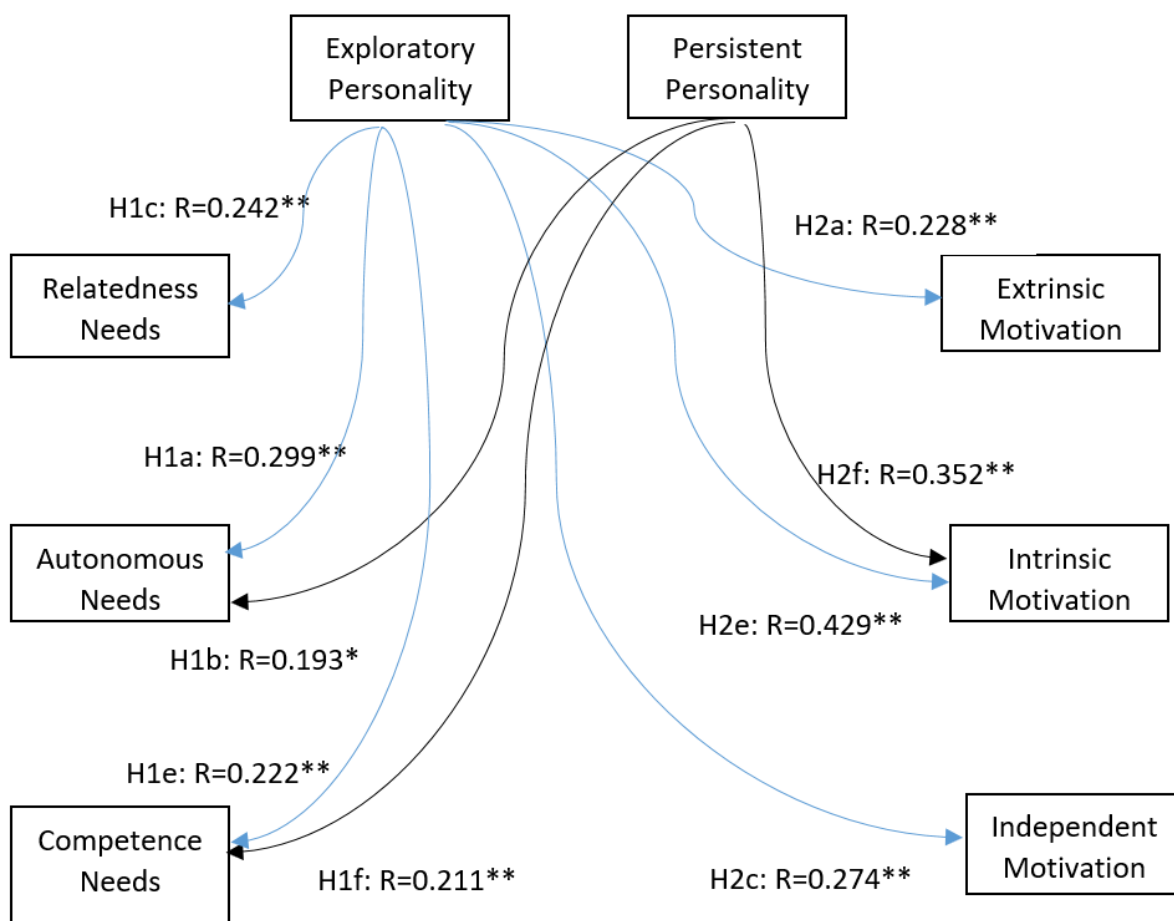 Exploratory
Personality
Persistent
Personality
H1c: R=0.242**
H2a: R=0.228**
Relatedness
Needs
Extrinsic
Motivation
H1a: R=0.299**
H2f: R=0.352**
Autonomous
Needs
Intrinsic
Motivation
H2e: R=0.429**
H1b: R=0.193*
H1e: R=0.222**
Competence
Needs
Independent
Motivation
H1f: R=0.211**
H2c: R=0.274**